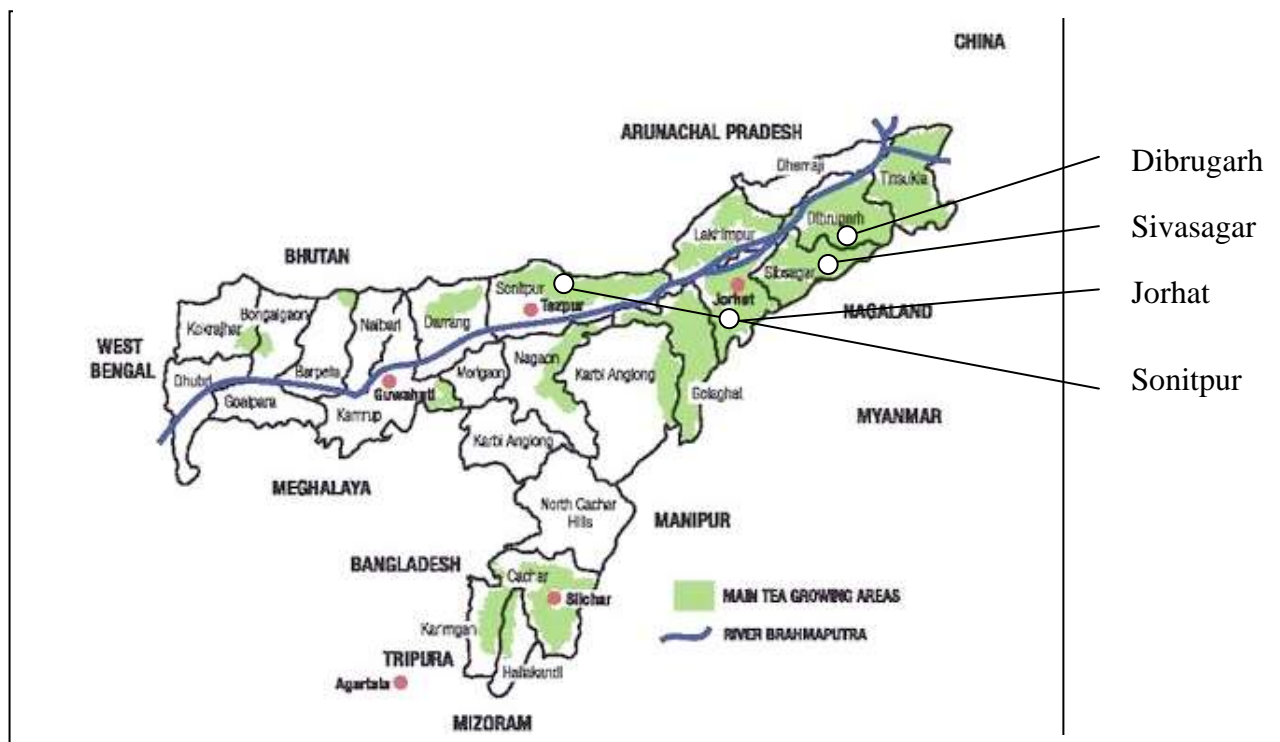 CHINA
ARUNACHAL PRADESH
Dhemaji
Tinsukia
Dibrugarh
Dibrugarh
Lakhimpur
Sivasagar
BHUTAN
Sibsagar
Sonitpur
Jorhat
Jorhat
Tezpur
NAGALAND
Kokrajhar
Bongaigaon
Nalbari
Darrang
WEST
BENGAL
Dhubri
Barpeta
Morigaon
Nagaon
Karbi Anglong
Golaghat
Sonitpur
Goalpara
Guwahati
Kamrup
MYANMAR
Karbi Anglong
MEGHALAYA
North Cachar
Hills
MANIPUR
BANGLADESH
Cachar
Silchar
MAIN TEA GROWING AREAS
Karimgan
RIVER BRAHMAPUTRA
TRIPURA
Hailakandi
Agartala
MIZORAM